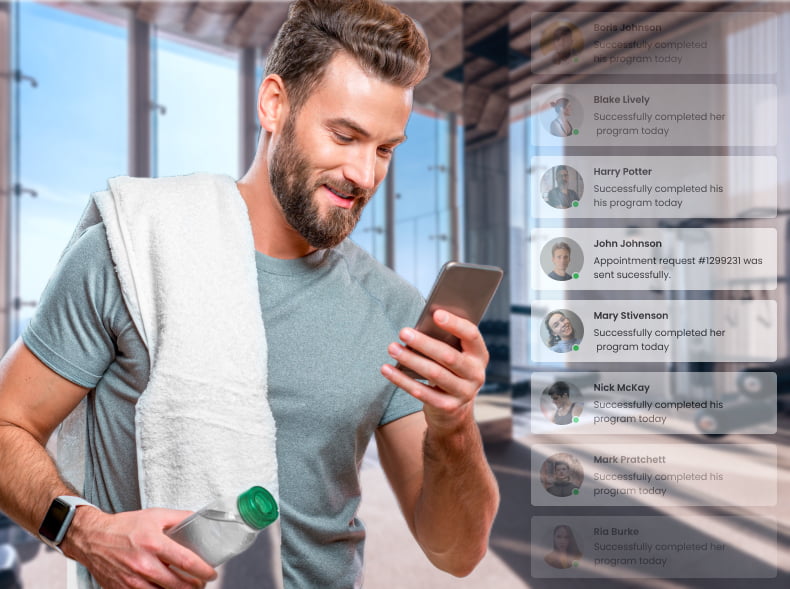 Boris Johnson
Successfully completed
his program today
Blake Lively
Successfully completed her
program today
Harry Potter
Successfully completed his
his program today
John Johnson
Appointment request #1299231 was
sent sucessfully.
Mary Stivenson
Successfully completed her
program today
Nick McKay
Successfully completed his
program today
Mark Pratchett
Successfully completed his
program today
Ria Burke
Successfully completed her
program today